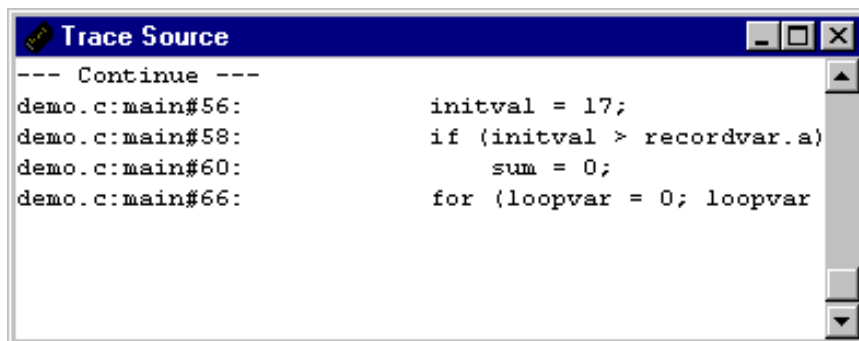 Trace Source
--- Continue ---
demo.c:main#56: initval = 17;
demo.c:main#58: if (initval > recordvar.a)
demo.c:main#60: sum = 0;
demo.c:main#66: for (loopvar = 0; loopvar